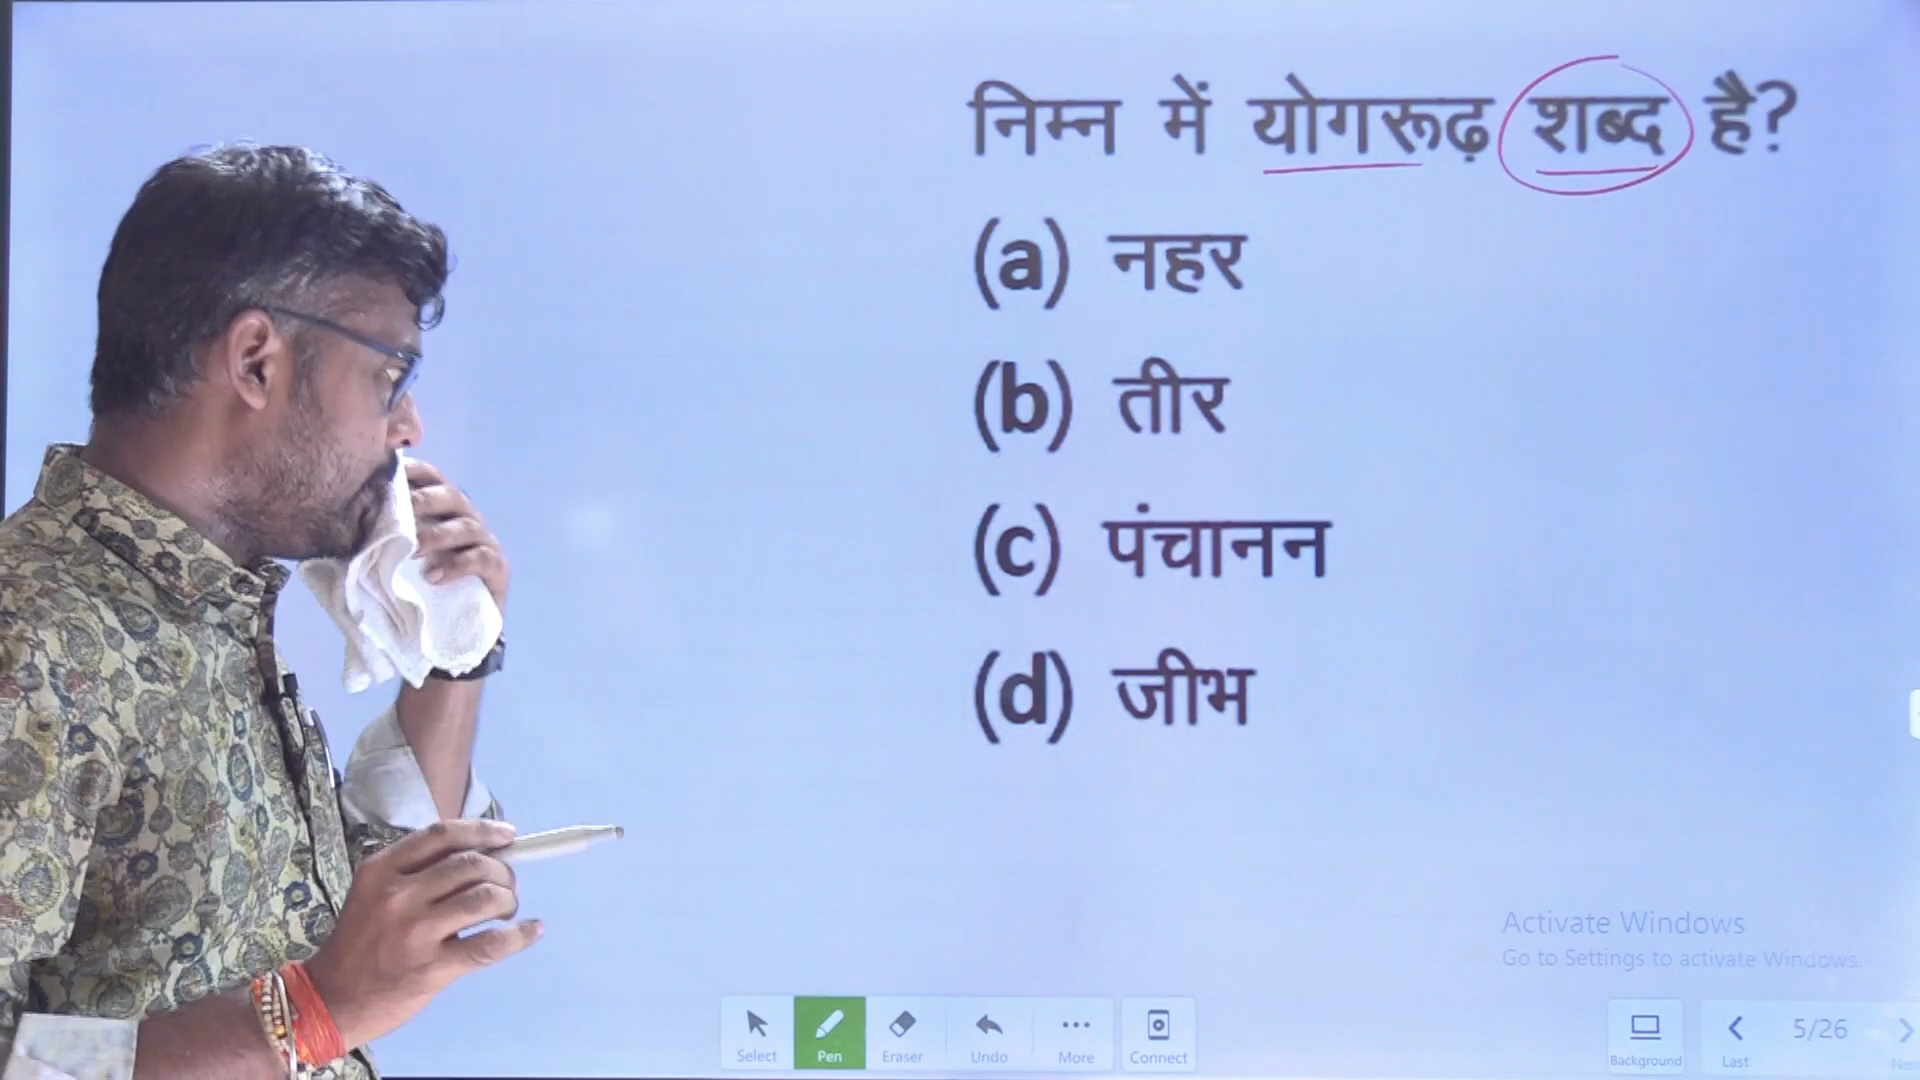 निम्न में योगरूढ़ शब्द है?
(a) नहर
(b) तीर
(c) पंचानन
(d) जीभ
Activate Windows
Go to Settings to activate Windows.
Select
Pen
Eraser
Undo
More
Connect
Background
Last
5/26